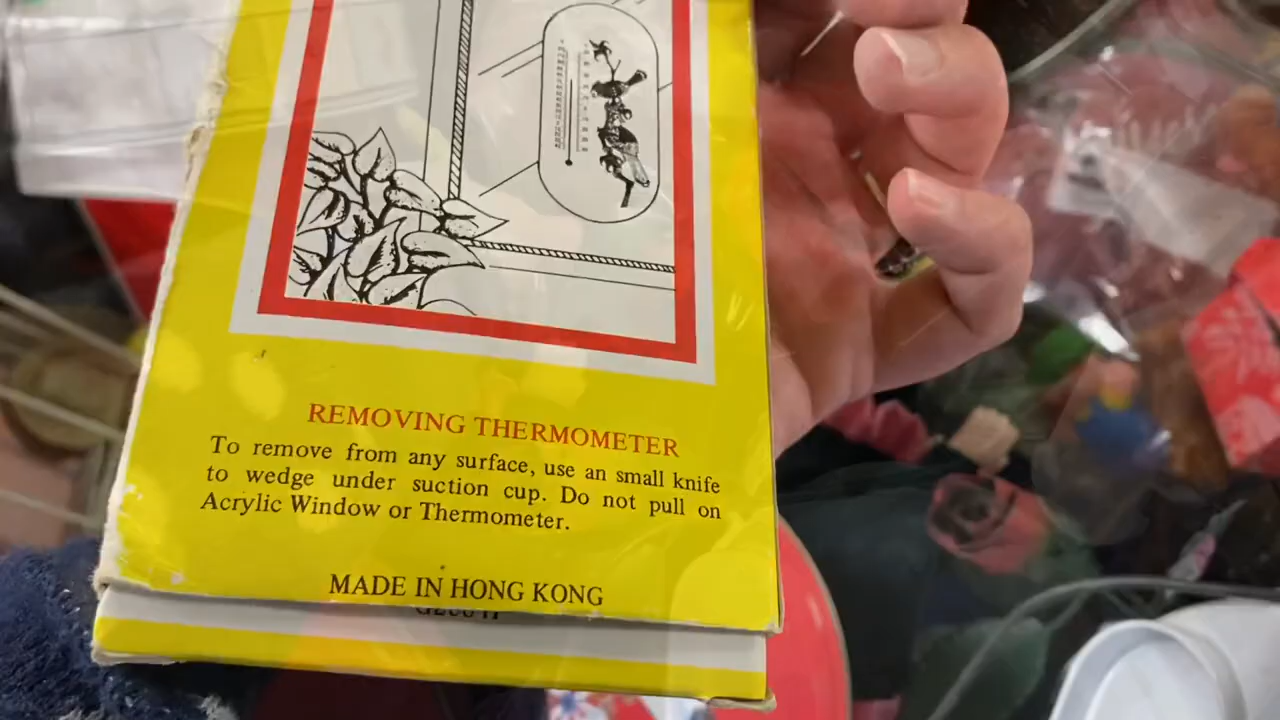 REMOVING THERMOMETER
To remove from any surface, use an small knife
to wedge under suction cup. Do not pull on
Acrylic Window or Thermometer.
MADE IN HONG KONG